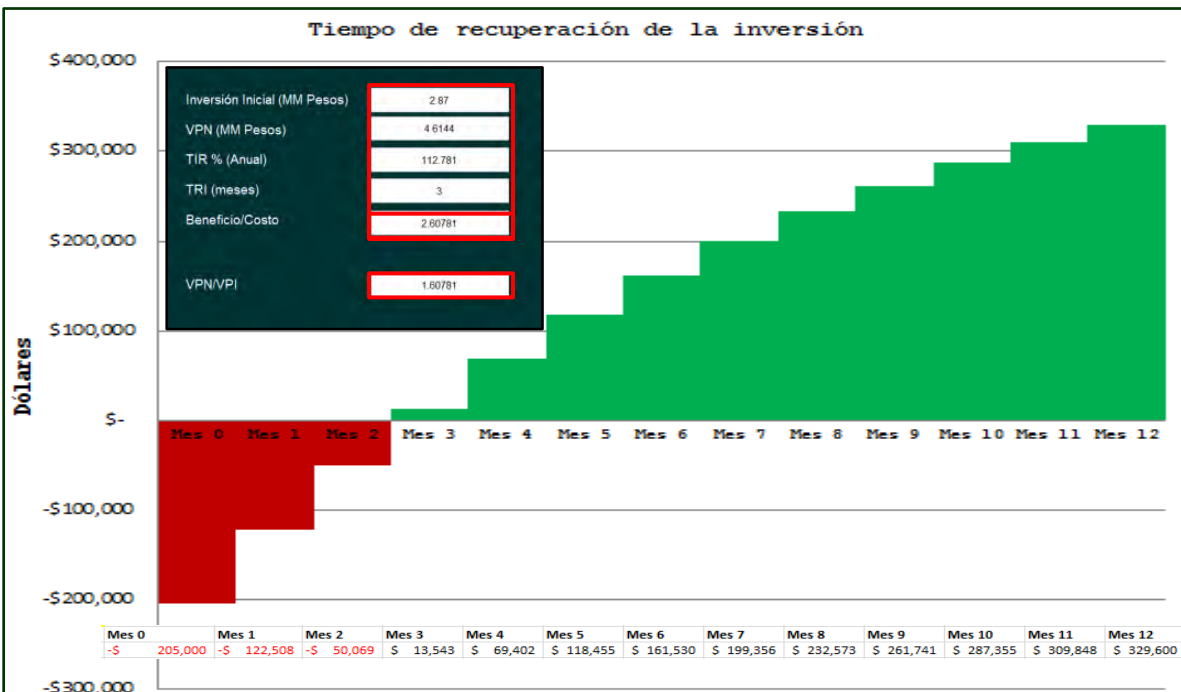 Tiempo de recuperación de la inversión
$400,000
Inversión Inicial (MM Pesos) 2.87
VPN (MM Pesos) 4.6144
$300,000
TIR % (Anual) 112.781
TRI (meses) 3
Beneficio/Costo 2.60781
$200,000
VPN/VPI 1.60781
$100,000
Dólares
$-
Mes 0 Mes 1 Mes 2 Mes 3 Mes 4 Mes 5 Mes 6 Mes 7 Mes 8 Mes 9 Mes 10 Mes 11 Mes 12
-$100,000
-$200,000
Mes 0 Mes 1 Mes 2 Mes 3 Mes 4 Mes 5 Mes 6 Mes 7 Mes 8 Mes 9 Mes 10 Mes 11 Mes 12
-$ 205,000 -$ 122,508 -$ 50,069 $ 13,543 $ 69,402 $ 118,455 $ 161,530 $ 199,356 $ 232,573 $ 261,741 $ 287,355 $ 309,848 $ 329,600
-$300,000